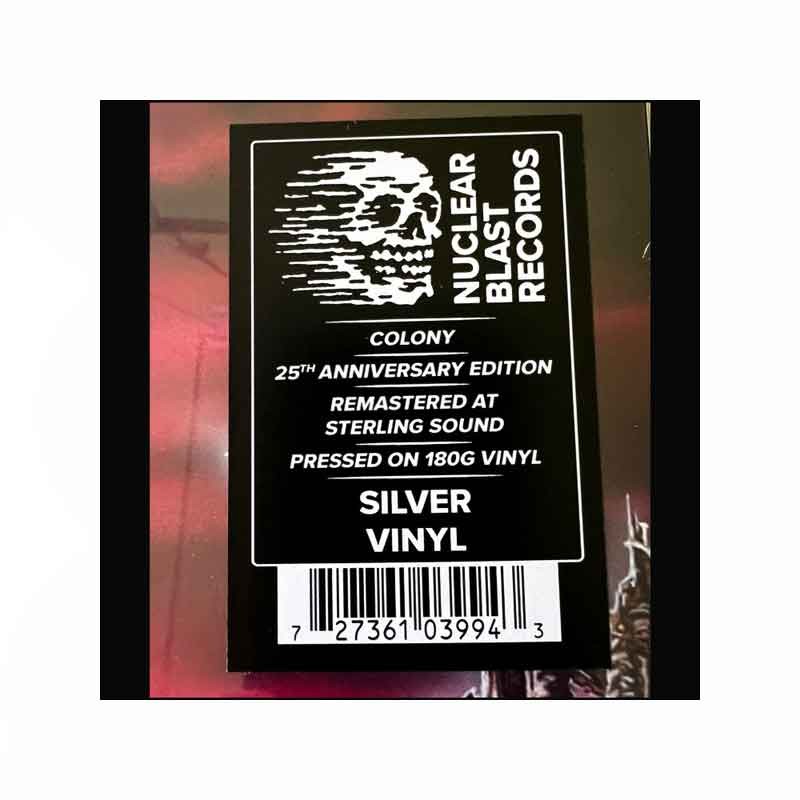 NUCLEAR
BLAST
RECORDS
COLONY
25TH ANNIVERSARY EDITION
REMASTERED AT
STERLING SOUND
PRESSED ON 180G VINYL
SILVER
VINYL
7 27361 03994 3